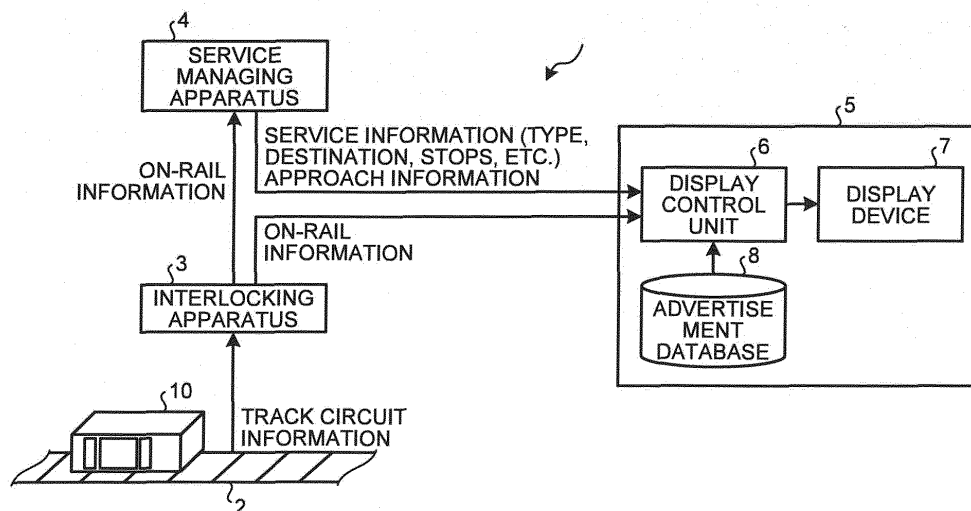 4
SERVICE
MANAGING
APPARATUS
SERVICE INFORMATION (TYPE,
DESTINATION, STOPS, ETC.)
APPROACH INFORMATION
ON-RAIL
INFORMATION
ON-RAIL
INFORMATION
3
INTERLOCKING
APPARATUS
5
6
DISPLAY
CONTROL
UNIT
7
DISPLAY
DEVICE
8
ADVERTISE
MENT
DATABASE
10
TRACK CIRCUIT
INFORMATION
2